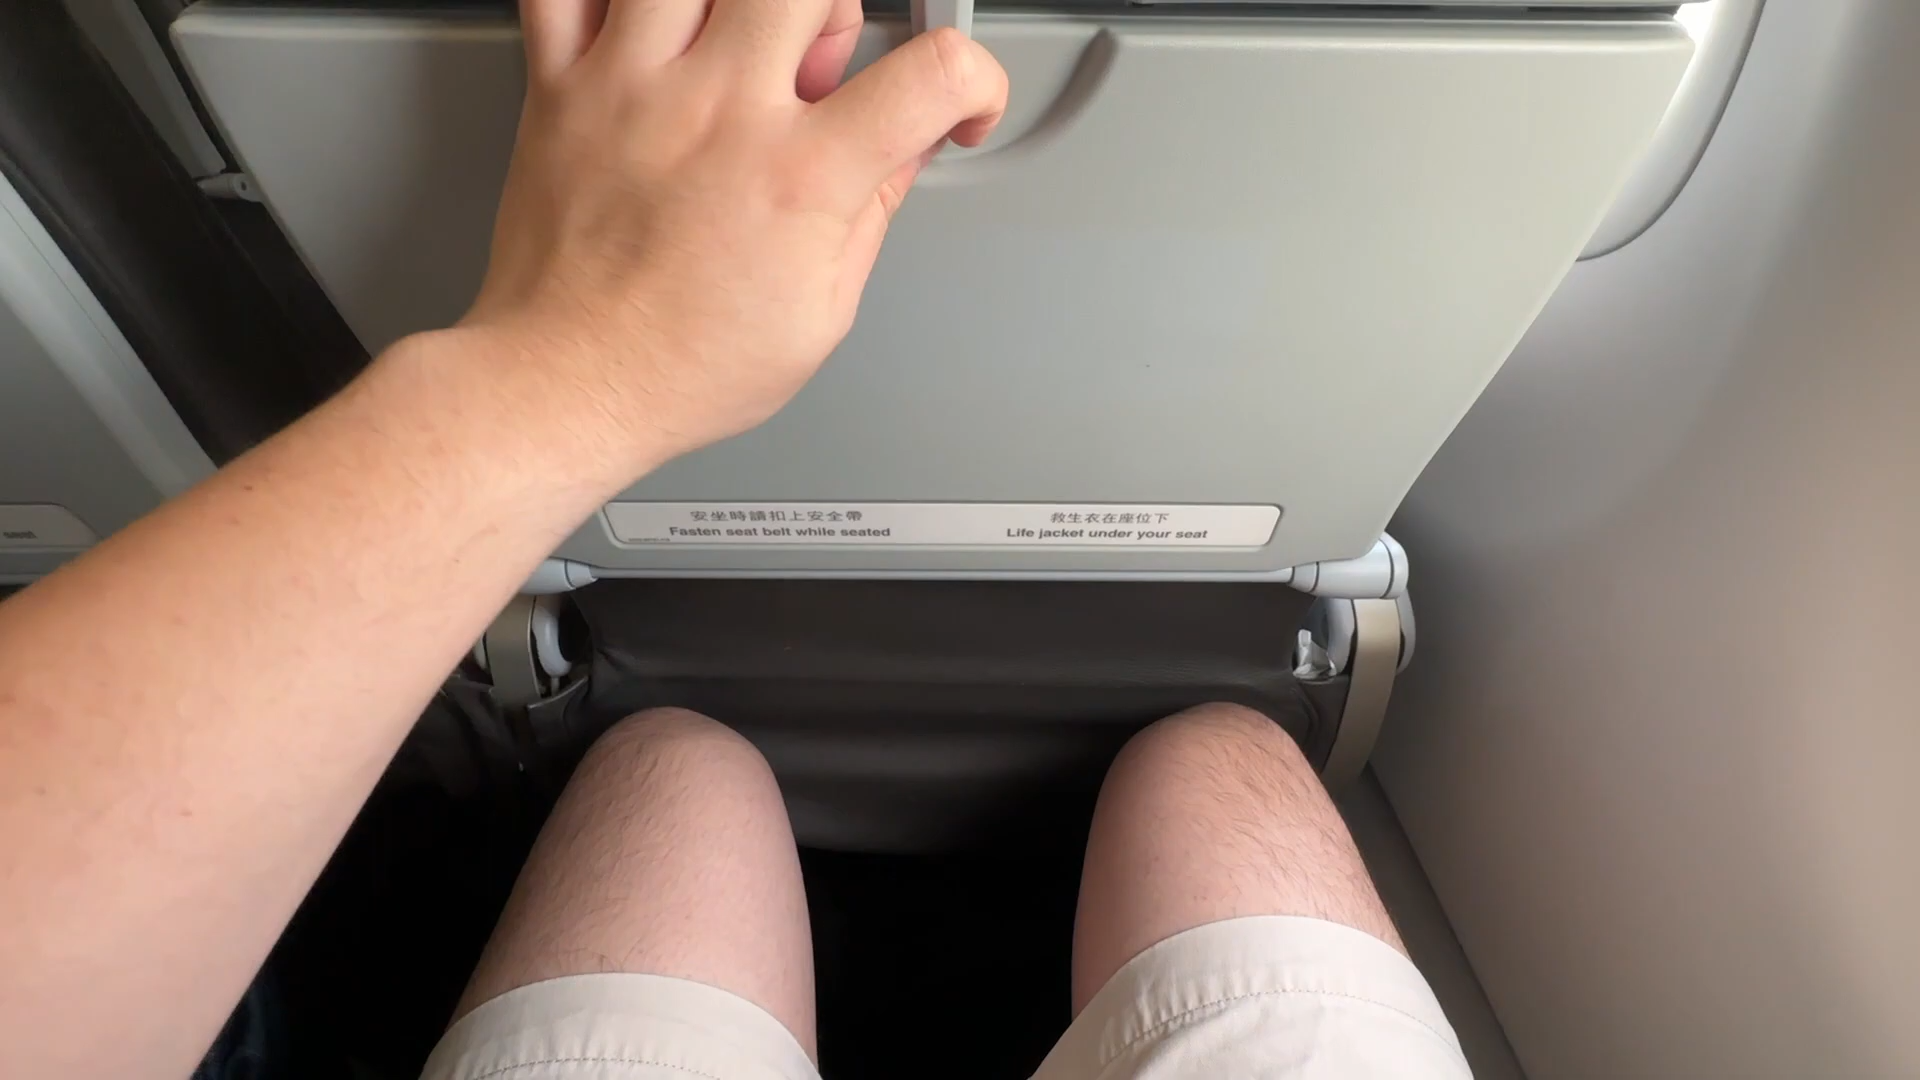 安坐時請扣上安全帶
Fasten seat belt while seated
救生衣在座位下
Life jacket under your seat
seat